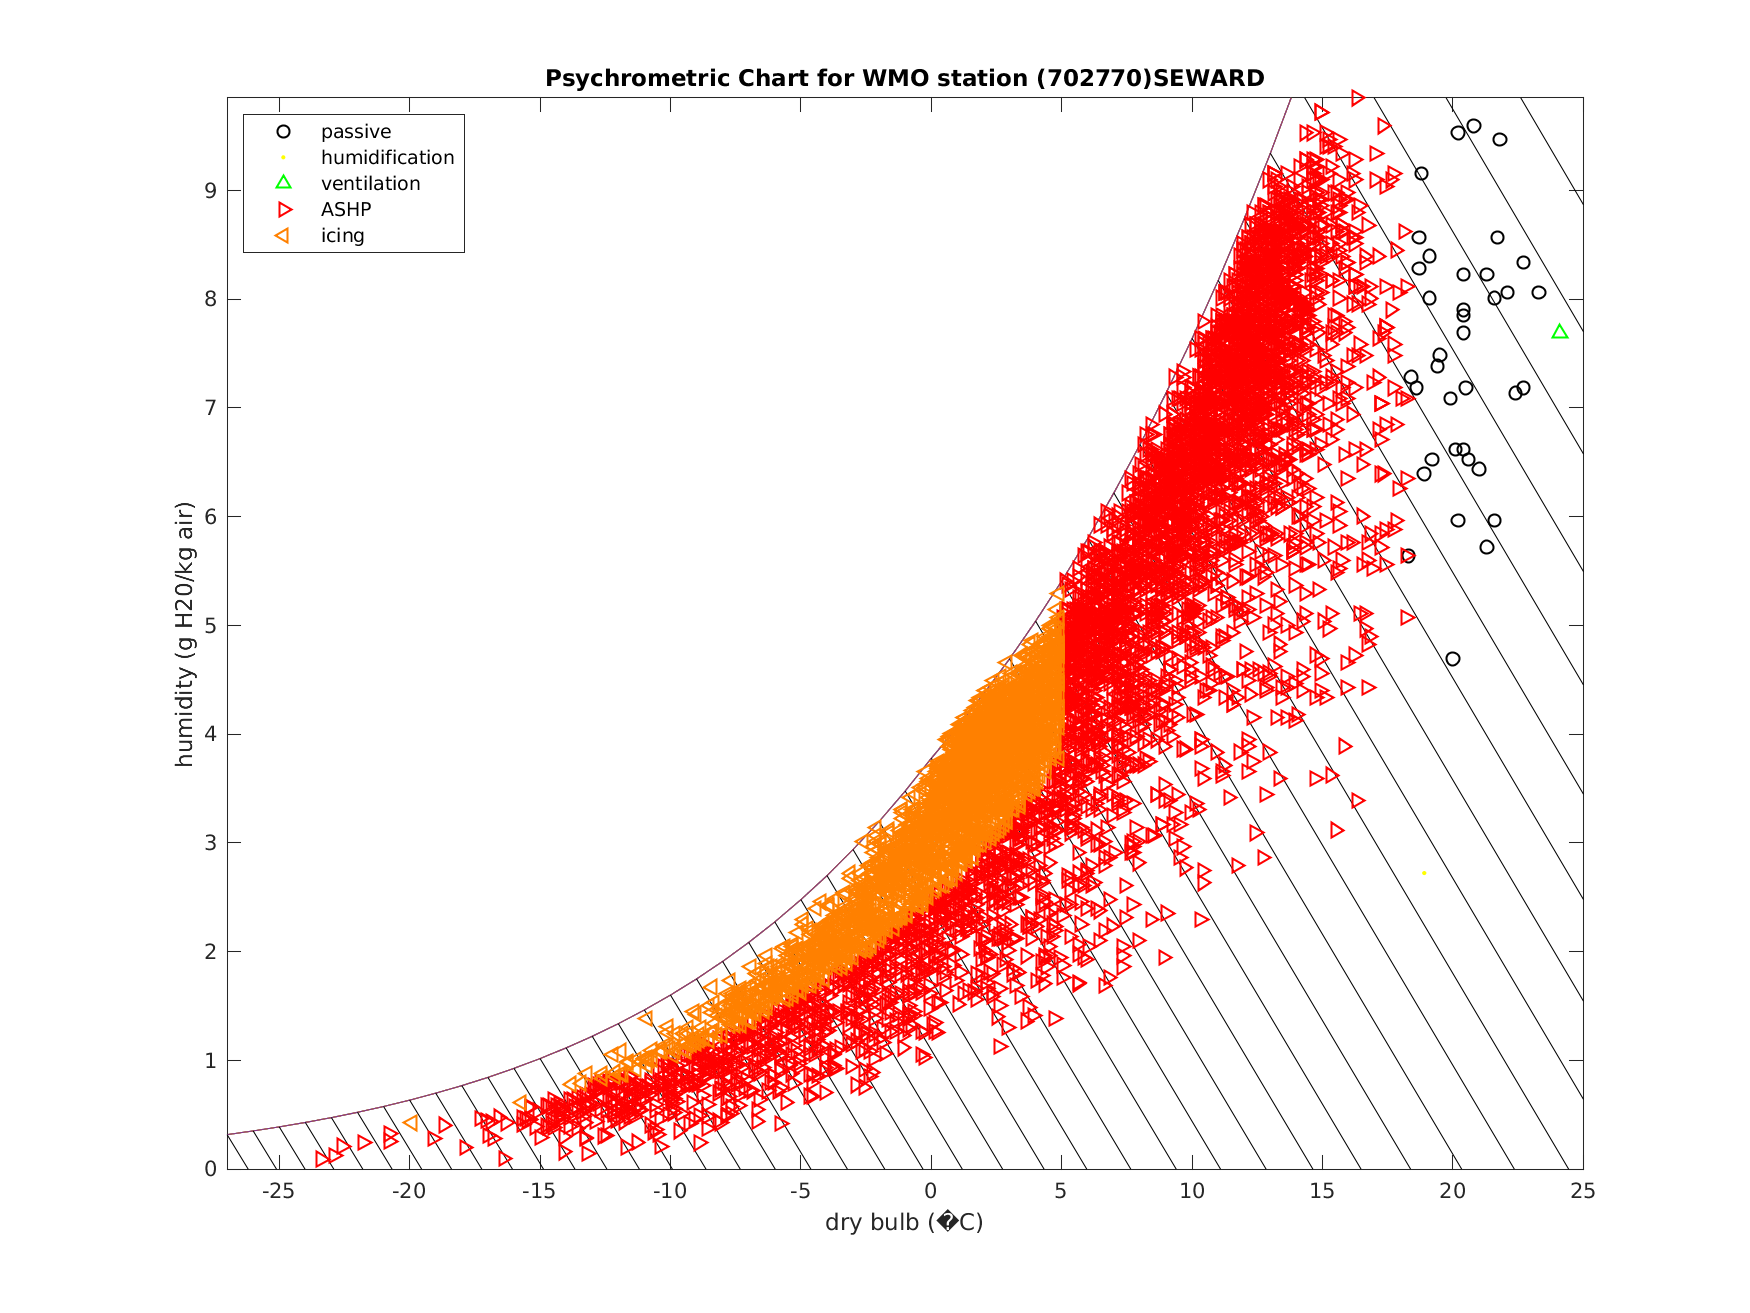 Psychrometric Chart for WMO station (702770)SEWARD
passive
humidification
ventilation
ASHP
icing
humidity (g H20/kg air)
9
8
7
6
5
4
3
2
1
0
-25 -20 -15 -10 -5 0 5 10 15 20 25
dry bulb (�C)